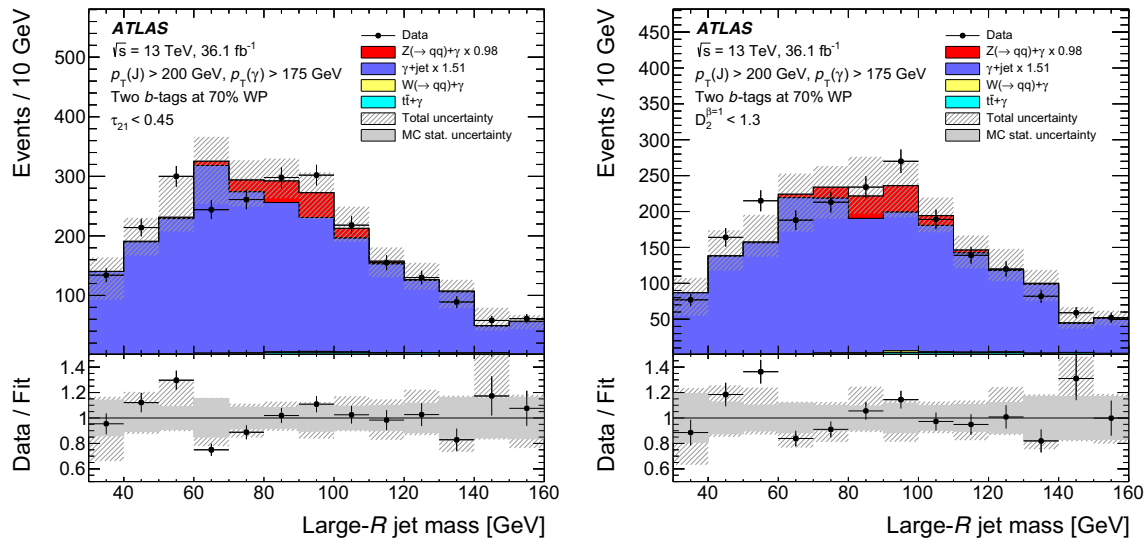 ATLAS
√s = 13 TeV, 36.1 fb⁻¹
p_T(J) > 200 GeV, p_T(γ) > 175 GeV
Two b-tags at 70% WP
τ₂₁ < 0.45
Data
Z(→ qq)+γ x 0.98
γ+jet x 1.51
W(→ qq)+γ
tt̄+γ
Total uncertainty
MC stat. uncertainty
Events / 10 GeV
500
400
300
200
100
Data / Fit
1.4
1.2
1
0.8
0.6
40 60 80 100 120 140 160
Large-R jet mass [GeV]
ATLAS
√s = 13 TeV, 36.1 fb⁻¹
p_T(J) > 200 GeV, p_T(γ) > 175 GeV
Two b-tags at 70% WP
D₂^β=1 < 1.3
Data
Z(→ qq)+γ x 0.98
γ+jet x 1.51
W(→ qq)+γ
tt̄+γ
Total uncertainty
MC stat. uncertainty
Events / 10 GeV
450
400
350
300
250
200
150
100
50
Data / Fit
1.4
1.2
1
0.8
0.6
40 60 80 100 120 140 160
Large-R jet mass [GeV]